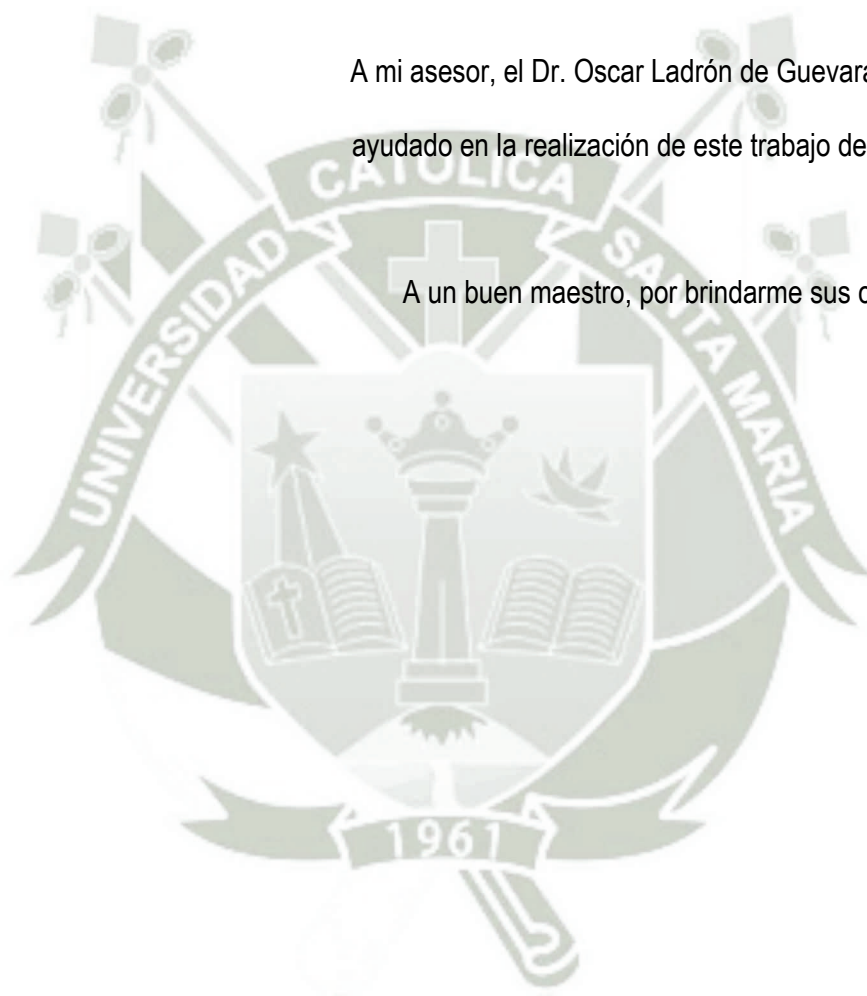 A mi asesor, el Dr. Oscar Ladrón de Guevara
ayudado en la realización de este trabajo de
A un buen maestro, por brindarme sus
UNIVERSIDAD CATOLICA SANTA MARIA
1961